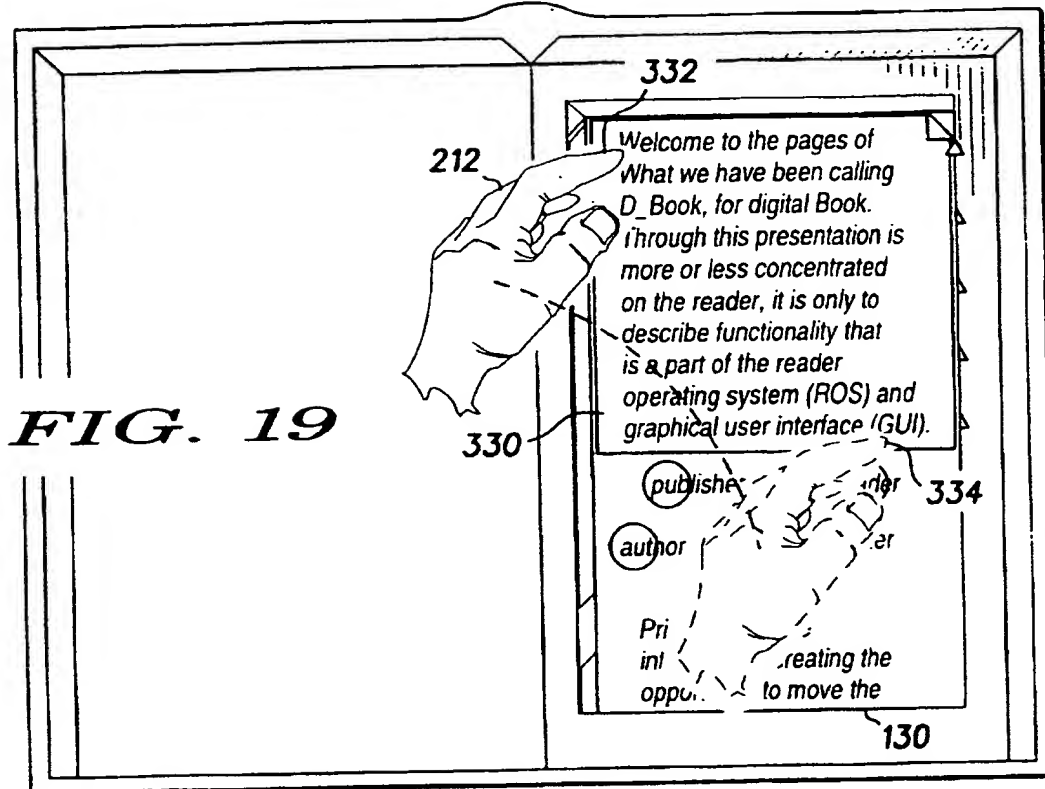 332
212
Welcome to the pages of
What we have been calling
D_Book, for digital Book.
Through this presentation is
more or less concentrated
on the reader, it is only to
describe functionality that
is a part of the reader
operating system (ROS) and
graphical user interface (GUI).
FIG. 19
330
334
publisher
author
creating the
to move the
130